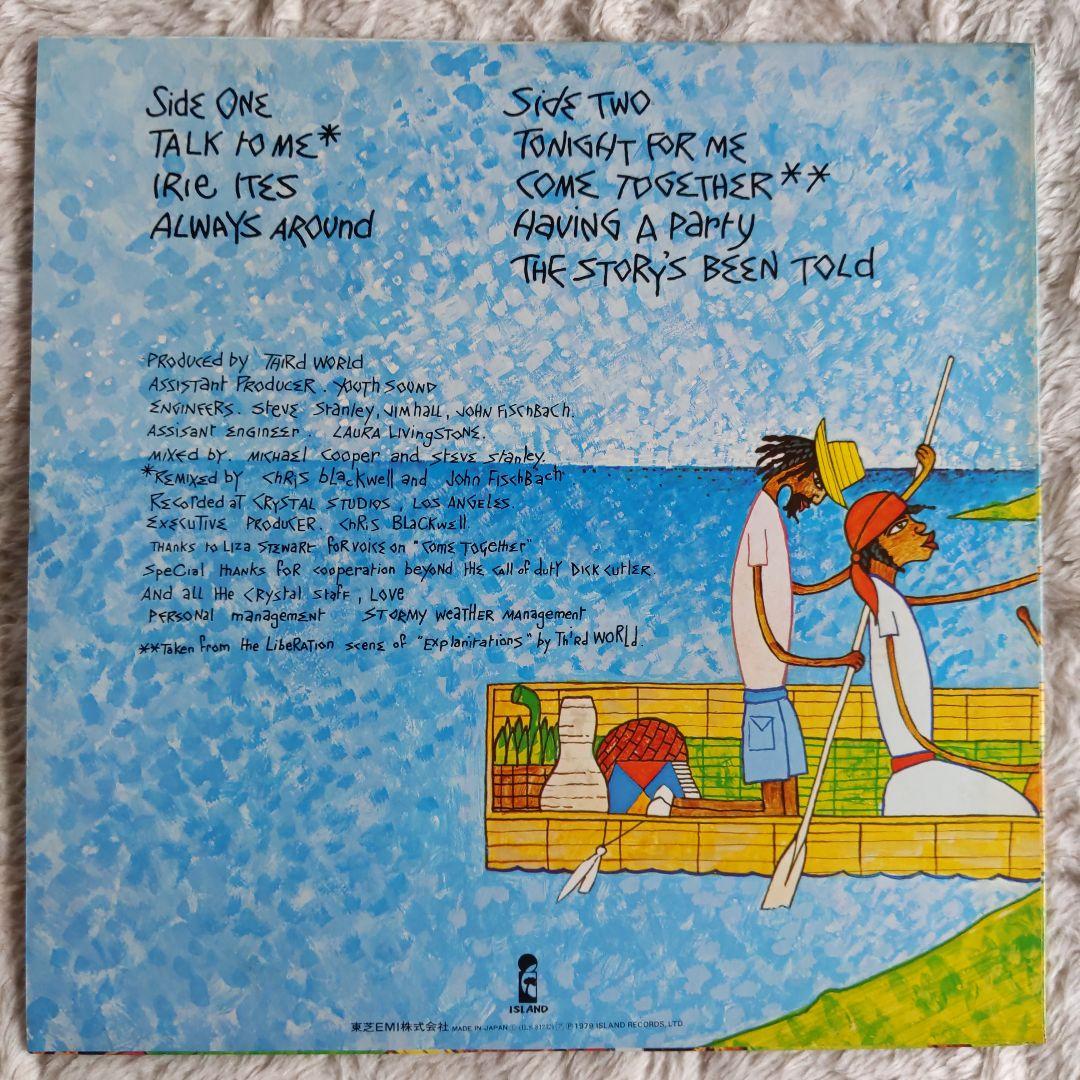 Side ONE
TALK to ME*
IRIE ITES
ALWAYS AROUNd
Side TWO
TONIGHT FOR ME
COME TOGETHER**
HAVING A PARTY
THE STORY'S BEEN TOLd
PRODUCED by THIRd WORLd
ASSISTANT PRODUCER. YOUTH SOUND
ENGINEERS. Steve Stanley, JIM hALL, JOHN FISCHBACH.
ASSISANT ENGINEER. LAURA LIVINGSTONE.
MIXED by. MICHAEL COOPER and STEVE STANLEY.
*REMIXED by CHRIS bLACKWELL and JOHN FISCHBACH
RECORded AT CRYSTAL STUDIOS, LOS ANGELES.
EXECUTIVE PRODUCER. CHRIS BLACKWELL
THANKS to LIZA STEWART for VOICE on "COME TOGETHER"
SPECIAL THANKS FOR COOPERATION BEYOND THE CALL of dUTY DICK CUTLER.
AND all the CRYSTAL STAFF, LOVE
PERSONAL management STORMY WEATHER MANAGEMENT
**Taken from the LIBERATION scene of "Explanitations" by Third WORLd.
ISLAND
東芝EMI株式会社 MADE IN JAPAN ℗1979 ISLAND RECORDS, LTD.